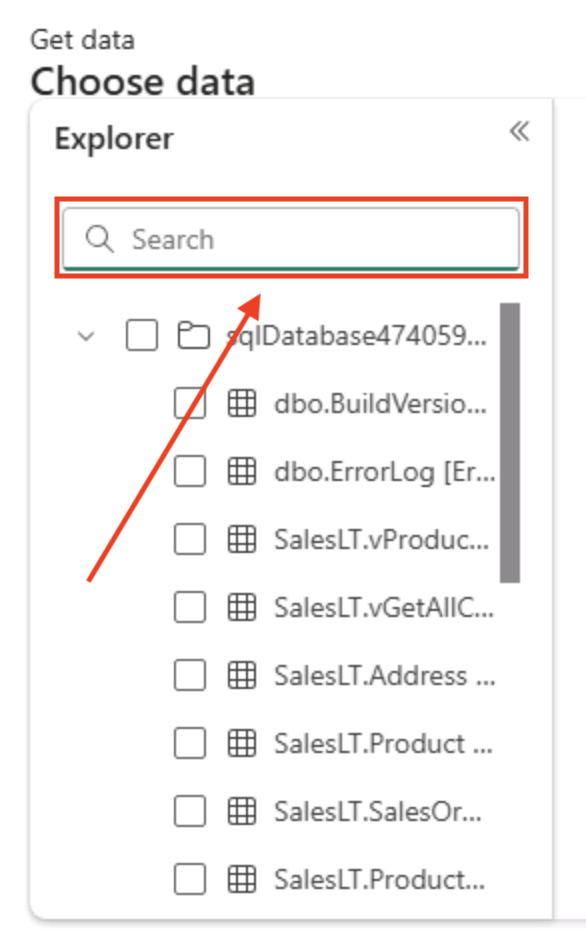 Get data
Choose data
Explorer
Search
sqlDatabase474059...
dbo.BuildVersio...
dbo.ErrorLog [Er...
SalesLT.vProduc...
SalesLT.vGetAllC...
SalesLT.Address ...
SalesLT.Product ...
SalesLT.SalesOr...
SalesLT.Product...